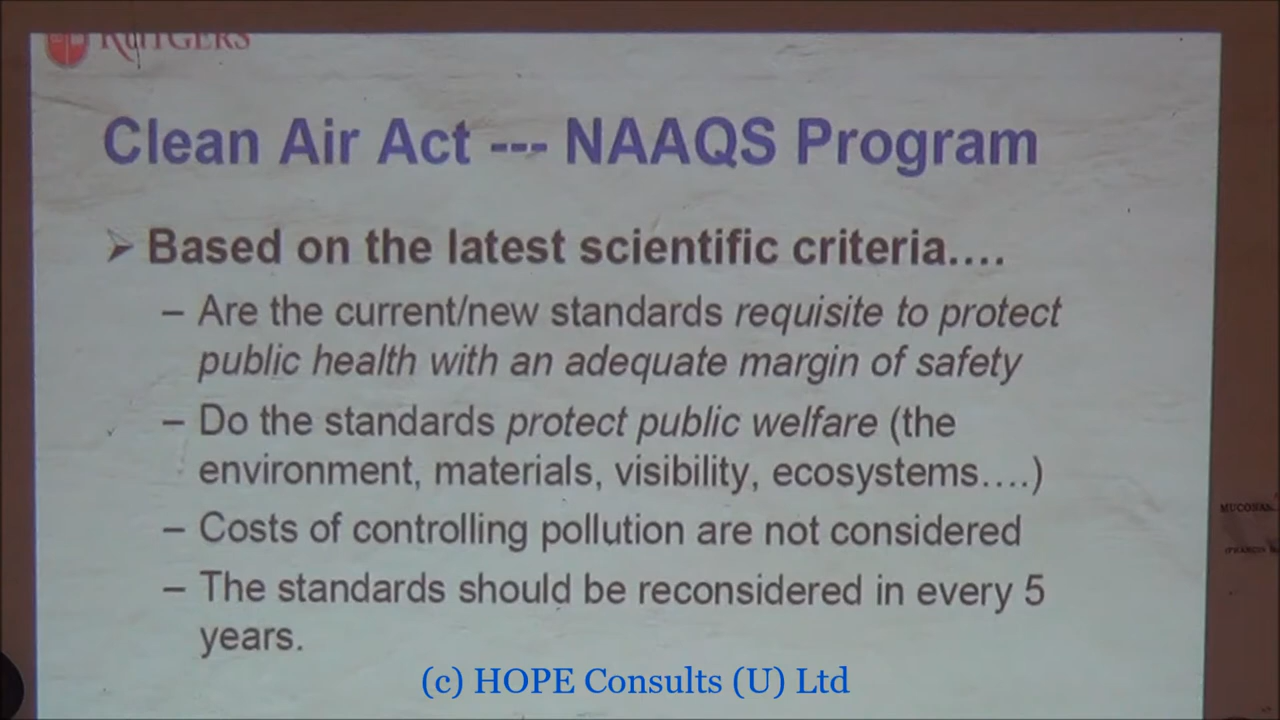 RUTGERS
Clean Air Act --- NAAQS Program
➢ Based on the latest scientific criteria….
– Are the current/new standards requisite to protect
public health with an adequate margin of safety
– Do the standards protect public welfare (the
environment, materials, visibility, ecosystems….)
– Costs of controlling pollution are not considered
– The standards should be reconsidered in every 5
years.
(c) HOPE Consults (U) Ltd